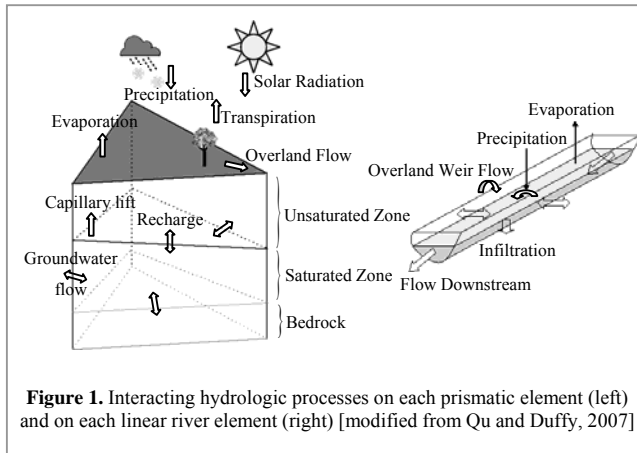 Solar Radiation
Precipitation
Transpiration
Evaporation
Overland Flow
Capillary lift
Recharge
Unsaturated Zone
Groundwater
flow
Saturated Zone
Bedrock
Evaporation
Precipitation
Overland Weir Flow
Infiltration
Flow Downstream
Figure 1. Interacting hydrologic processes on each prismatic element (left)
and on each linear river element (right) [modified from Qu and Duffy, 2007]